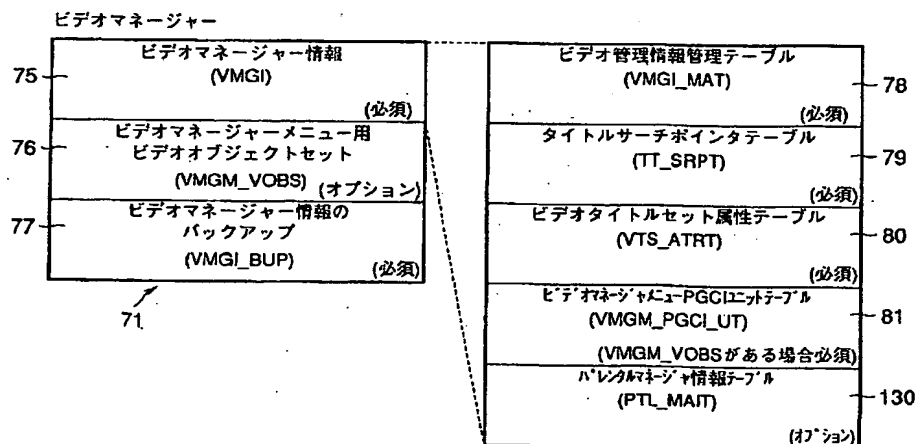 ビデオマネージャー
75
ビデオマネージャー情報
(VMGI)
(必須)
76
ビデオマネージャーメニュー用
ビデオオブジェクトセット
(VMGM_VOBS)
(オプション)
77
ビデオマネージャー情報の
バックアップ
(VMGI_BUP)
(必須)
71
ビデオ管理情報管理テーブル
(VMGI_MAT)
(必須)
78
タイトルサーチポインタテーブル
(TT_SRPT)
(必須)
79
ビデオタイトルセット属性テーブル
(VTS_ATRT)
(必須)
80
ビデオマネージャメニューPGCIユニットテーブル
(VMGM_PGCI_UT)
(VMGM_VOBSがある場合必須)
81
パレンタルマネージャ情報テーブル
(PTL_MAIT)
(オプション)
130